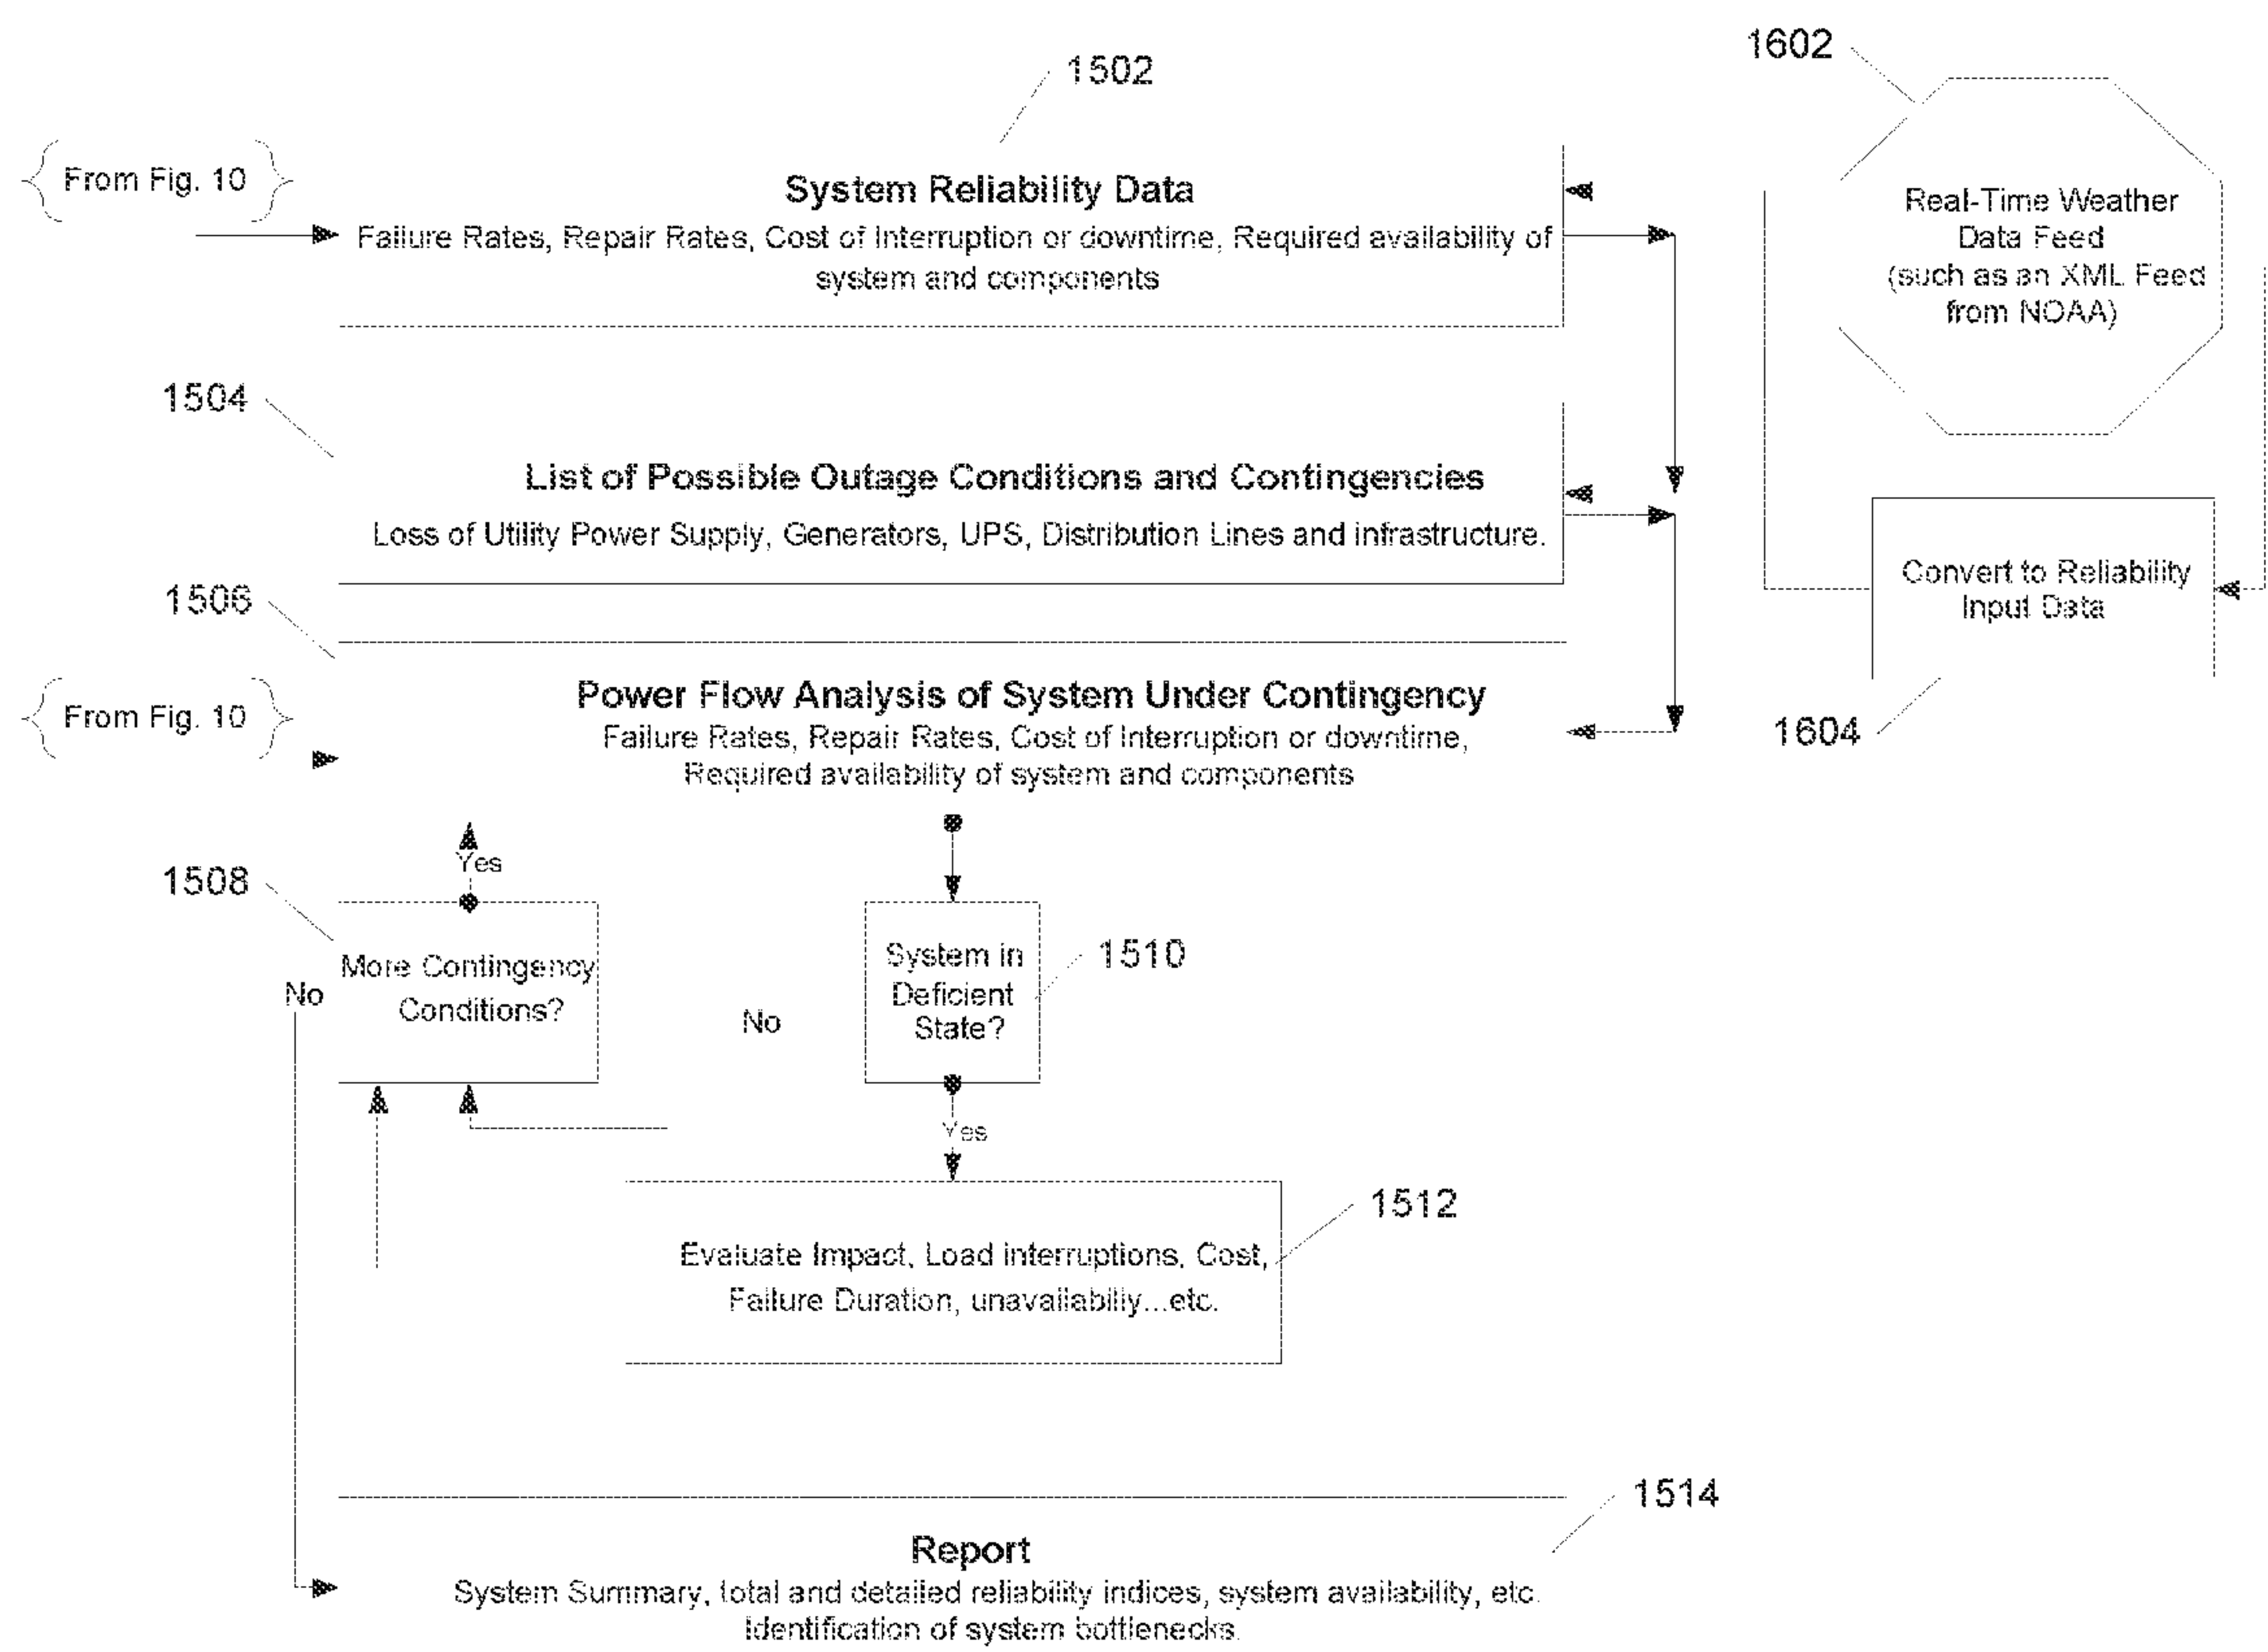 1602
1502
From Fig. 10
System Reliability Data
Failure Rates, Repair Rates, Cost of Interruption or downtime, Required availability of
system and components
Real-Time Weather
Data Feed
(such as an XML Feed
from NOAA)
1504
List of Possible Outage Conditions and Contingencies
Loss of Utility Power Supply, Generators, UPS, Distribution Lines and infrastructure.
Convert to Reliability
Input Data
1604
1506
From Fig. 10
Power Flow Analysis of System Under Contingency
Failure Rates, Repair Rates, Cost of Interruption or downtime,
Required availability of system and components
Yes
1508
More Contingency
Conditions?
No
No
System in
Deficient
State?
1510
Yes
1512
Evaluate Impact, Load interruptions, Cost,
Failure Duration, unavailabiliy...etc.
1514
Report
System Summary, total and detailed reliability indices, system availability, etc.
Identification of system bottlenecks.